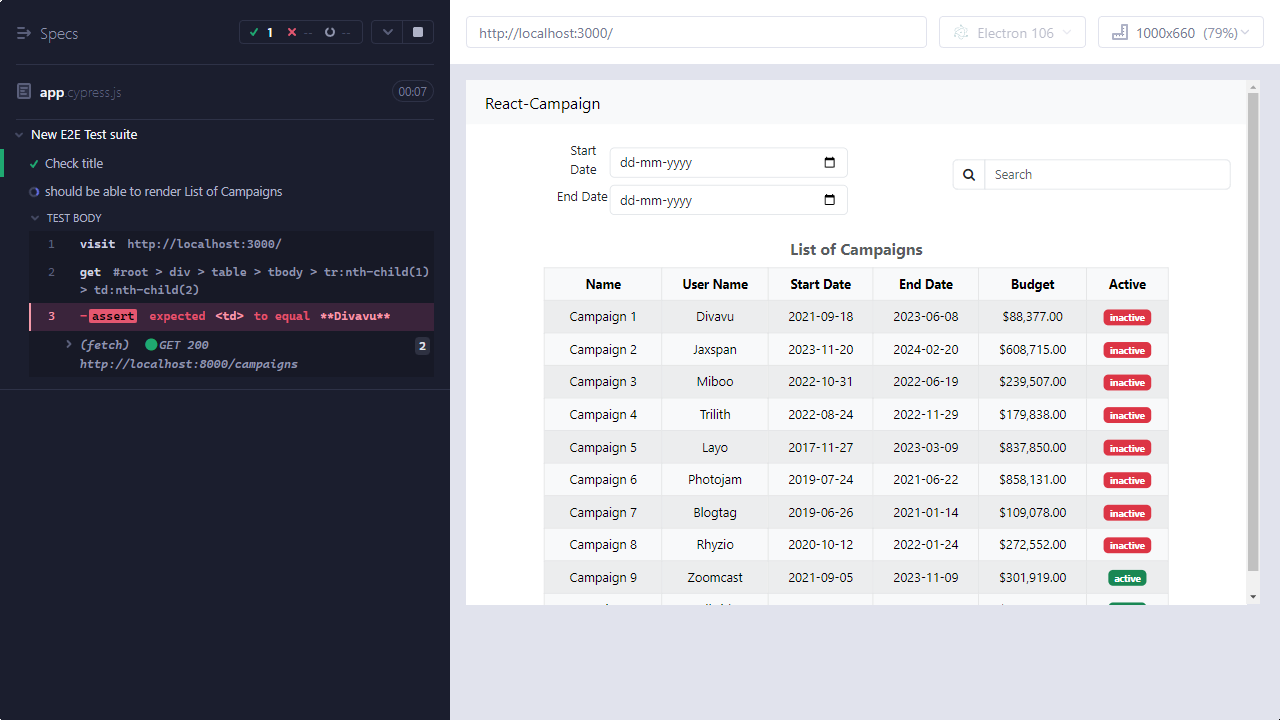 Specs
1 -- --
app.cypress.js
00:07
New E2E Test suite
Check title
should be able to render List of Campaigns
TEST BODY
1 visit http://localhost:3000/
2 get #root > div > table > tbody > tr:nth-child(1)
> td:nth-child(2)
3 -assert expected <td> to equal **Divavu**
(fetch) GET 200 2
http://localhost:8000/campaigns
http://localhost:3000/
Electron 106
1000x660 (79%)
React-Campaign
Start
Date
dd-mm-yyyy
End Date
dd-mm-yyyy
Search
List of Campaigns
Name User Name Start Date End Date Budget Active
Campaign 1 Divavu 2021-09-18 2023-06-08 $88,377.00 inactive
Campaign 2 Jaxspan 2023-11-20 2024-02-20 $608,715.00 inactive
Campaign 3 Miboo 2022-10-31 2022-06-19 $239,507.00 inactive
Campaign 4 Trilith 2022-08-24 2022-11-29 $179,838.00 inactive
Campaign 5 Layo 2017-11-27 2023-03-09 $837,850.00 inactive
Campaign 6 Photojam 2019-07-24 2021-06-22 $858,131.00 inactive
Campaign 7 Blogtag 2019-06-26 2021-01-14 $109,078.00 inactive
Campaign 8 Rhyzio 2020-10-12 2022-01-24 $272,552.00 inactive
Campaign 9 Zoomcast 2021-09-05 2023-11-09 $301,919.00 active